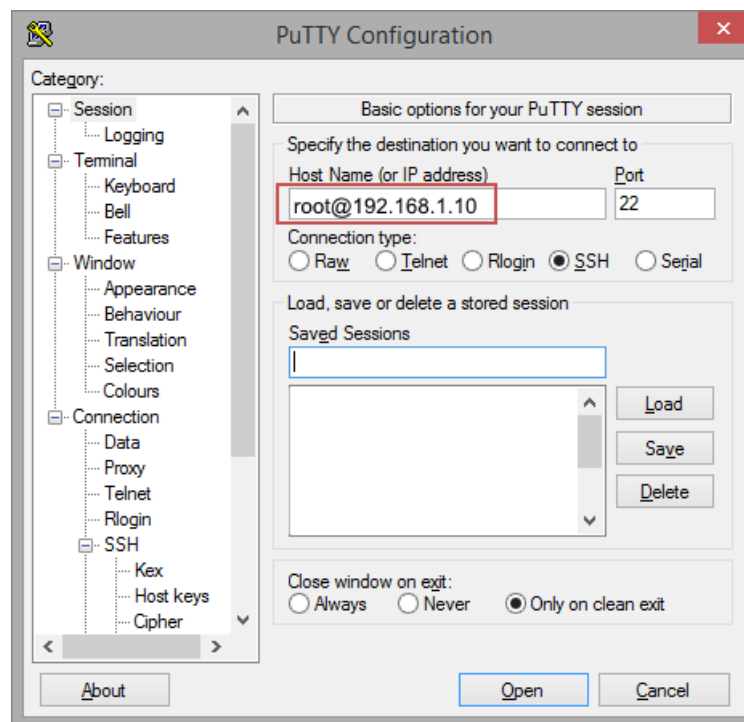 PuTTY Configuration
Category:
Session
Logging
Terminal
Keyboard
Bell
Features
Window
Appearance
Behaviour
Translation
Selection
Colours
Connection
Data
Proxy
Telnet
Rlogin
SSH
Kex
Host keys
Cipher
Basic options for your PuTTY session
Specify the destination you want to connect to
Host Name (or IP address) Port
root@192.168.1.10 22
Connection type:
Raw Telnet Rlogin SSH Serial
Load, save or delete a stored session
Saved Sessions
Load
Save
Delete
Close window on exit:
Always Never Only on clean exit
About Open Cancel